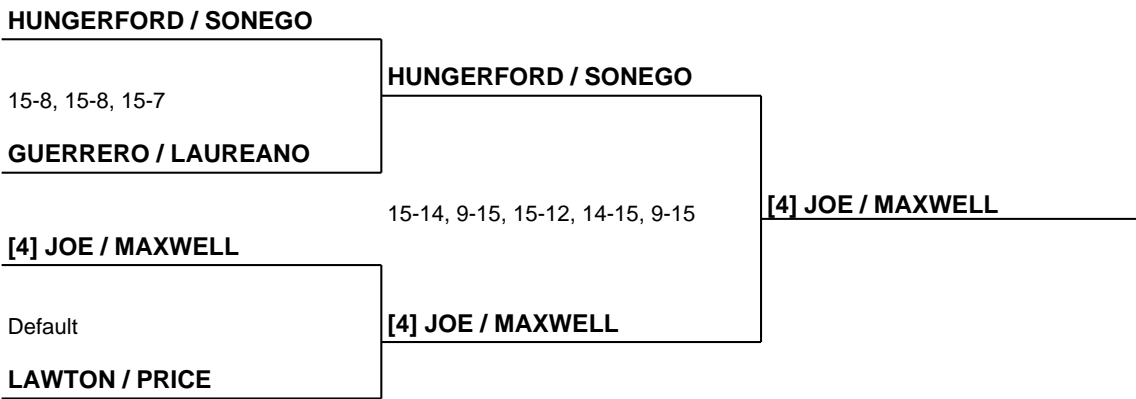 HUNGERFORD / SONEGO
15-8, 15-8, 15-7
GUERRERO / LAUREANO
[4] JOE / MAXWELL
Default
LAWTON / PRICE
HUNGERFORD / SONEGO
15-14, 9-15, 15-12, 14-15, 9-15
[4] JOE / MAXWELL
[4] JOE / MAXWELL